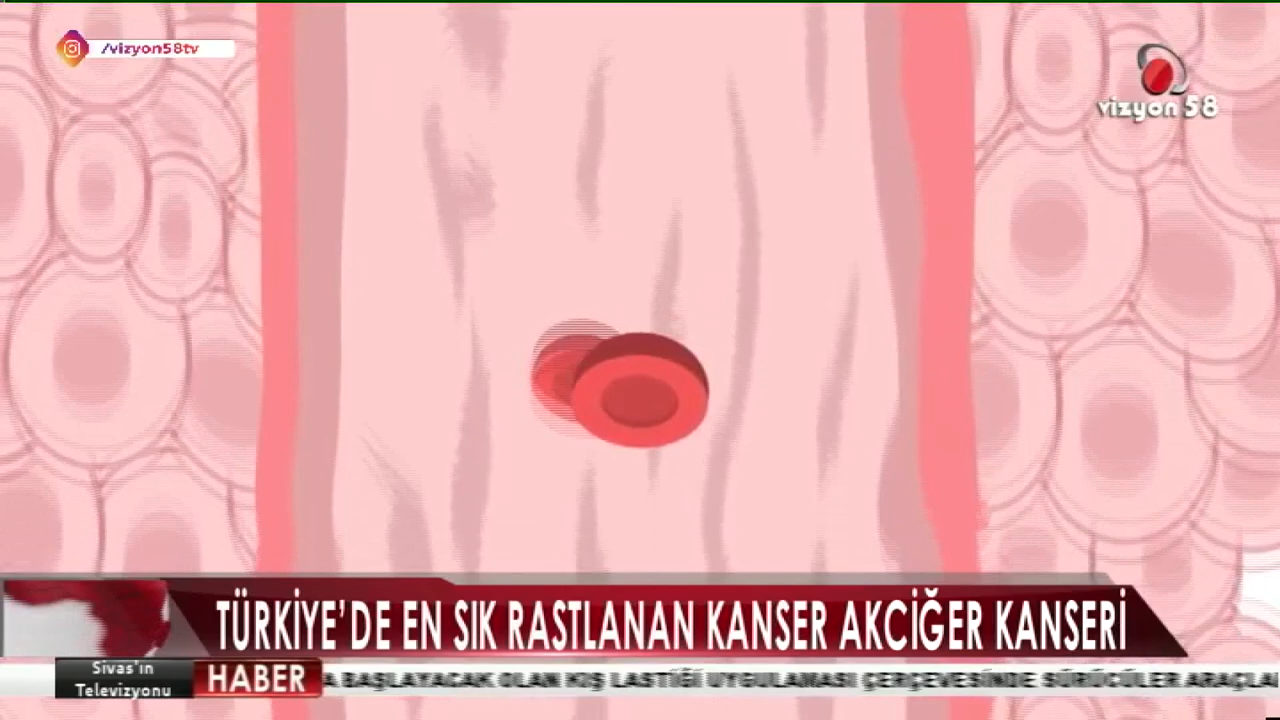 /vizyon58tv
vizyon 58
TÜRKİYE'DE EN SIK RASTLANAN KANSER AKCİĞER KANSERİ
Sivas'ın
Televizyonu
HABER
A BAŞLAYACAK OLAN KIŞ LASTİĞİ UYGULAMASI ÇERÇEVESİNDE SÜRÜCÜLER ARAÇLA